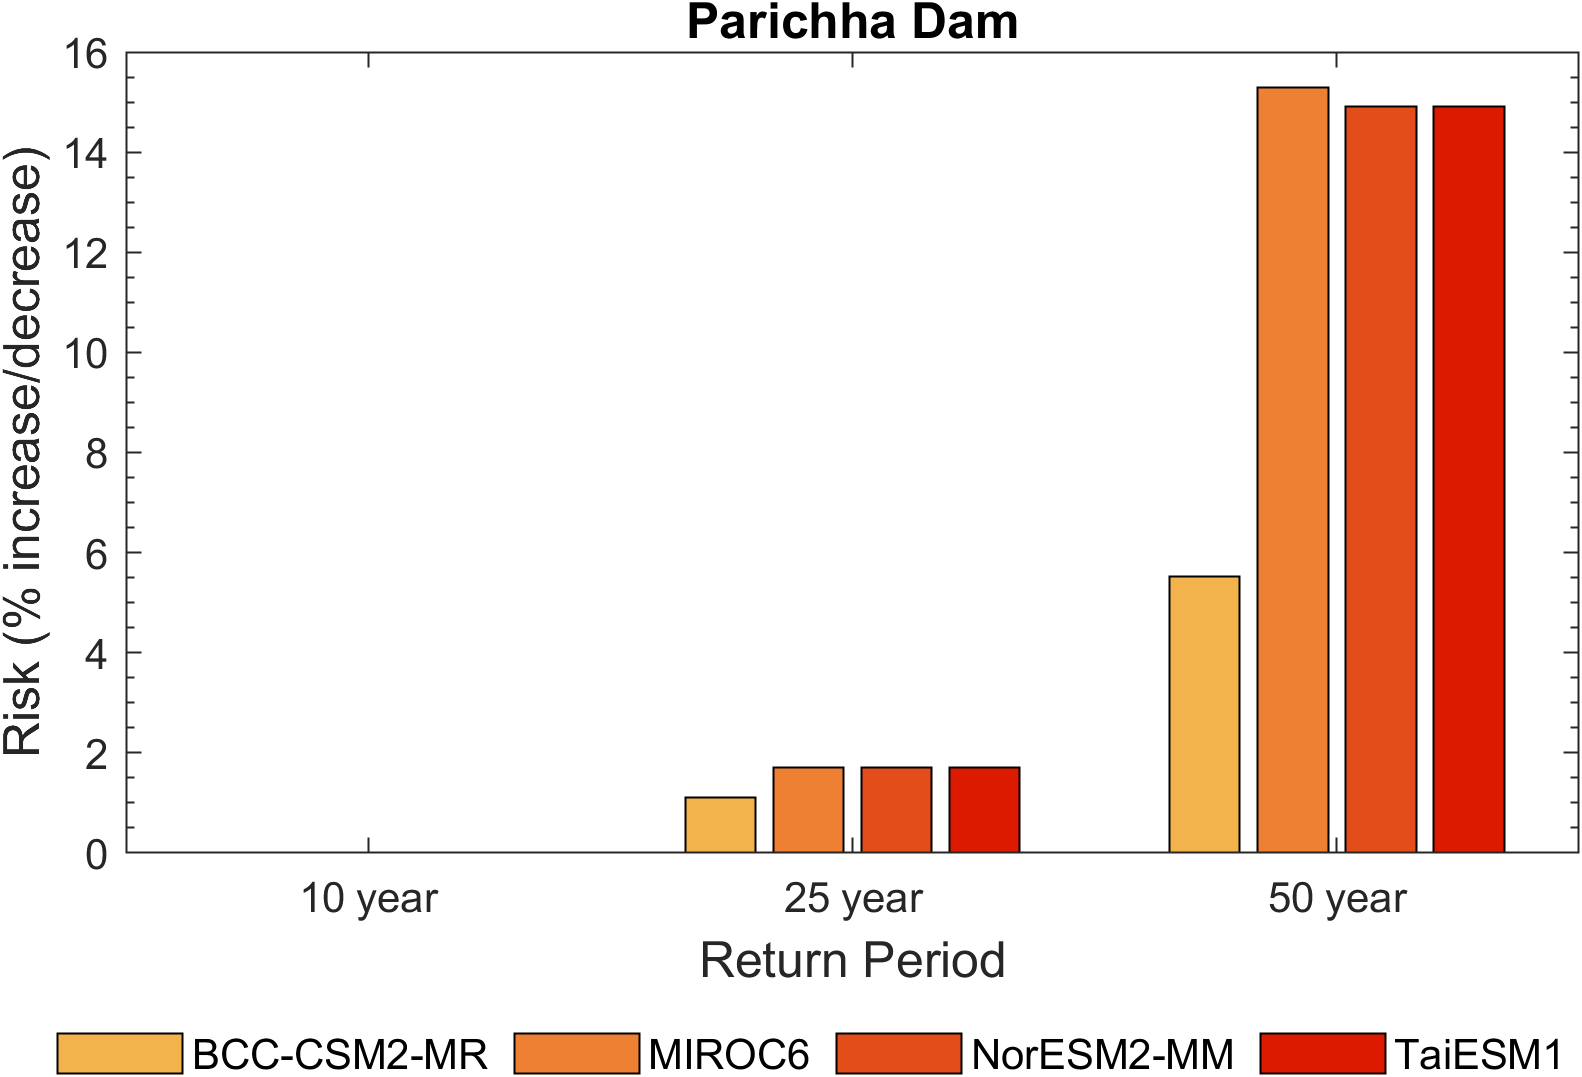 Parichha Dam
16
14
12
10
8
6
4
2
0
Risk (% increase/decrease)
10 year
25 year
50 year
Return Period
BCC-CSM2-MR
MIROC6
NorESM2-MM
TaiESM1